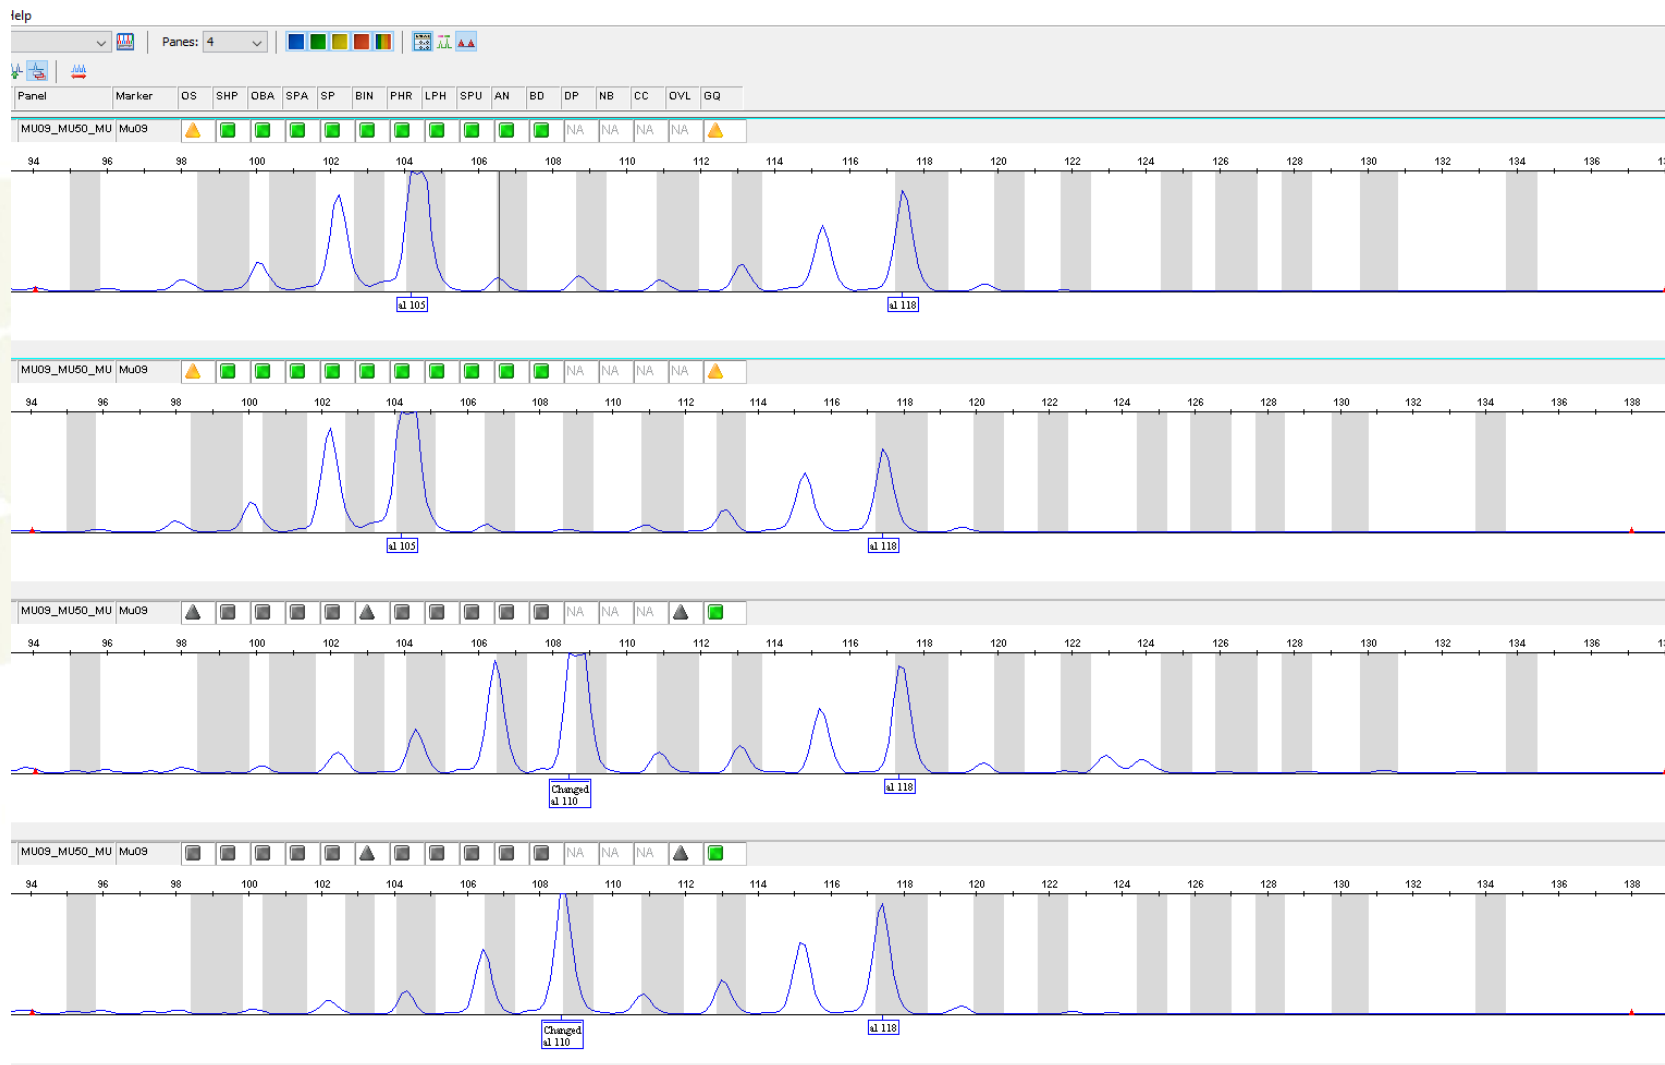 Help
Panes: 4
Panel Marker OS SHP OBA SPA SP BIN PHR LPH SPU AN BD DP NB CC OVL GQ
MU09_MU50_MU Mu09 NA NA NA NA
94 96 98 100 102 104 106 108 110 112 114 116 118 120 122 124 126 128 130 132 134 136
al 105 al 118
MU09_MU50_MU Mu09 NA NA NA NA
94 96 98 100 102 104 106 108 110 112 114 116 118 120 122 124 126 128 130 132 134 136 138
al 105 al 118
MU09_MU50_MU Mu09 NA NA NA
94 96 98 100 102 104 106 108 110 112 114 116 118 120 122 124 126 128 130 132 134 136
Changed al 118
al 110
MU09_MU50_MU Mu09 NA NA NA
94 96 98 100 102 104 106 108 110 112 114 116 118 120 122 124 126 128 130 132 134 136 138
Changed al 118
al 110